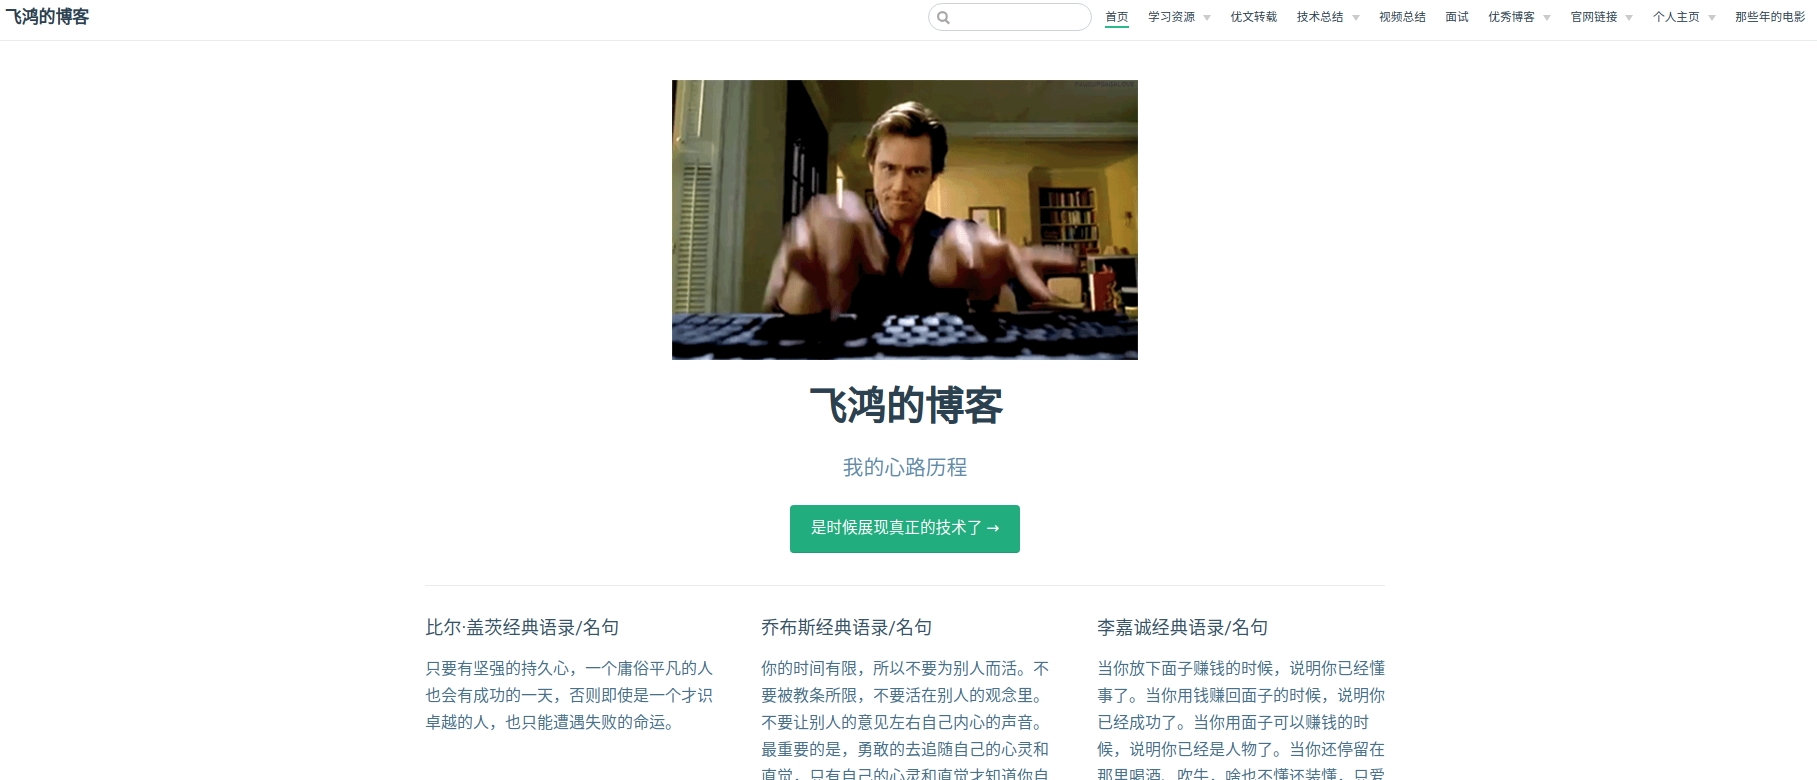 飞鸿的博客
首页 学习资源 优文转载 技术总结 视频总结 面试 优秀博客 官网链接 个人主页 那些年的电影
飞鸿的博客
我的心路历程
是时候展现真正的技术了 →
比尔·盖茨经典语录/名句
只要有坚强的持久心，一个庸俗平凡的人
也会有成功的一天，否则即使是一个才识
卓越的人，也只能遭遇失败的命运。
乔布斯经典语录/名句
你的时间有限，所以不要为别人而活。不
要被教条所限，不要活在别人的观念里。
不要让别人的意见左右自己内心的声音。
最重要的是，勇敢的去追随自己的心灵和
直觉，只有自己的心灵和直觉才知道你自
李嘉诚经典语录/名句
当你放下面子赚钱的时候，说明你已经懂
事了。当你用钱赚回面子的时候，说明你
已经成功了。当你用面子可以赚钱的时
候，说明你已经是人物了。当你还停留在
那里喝酒、吹牛，啥也不懂还装懂，只爱